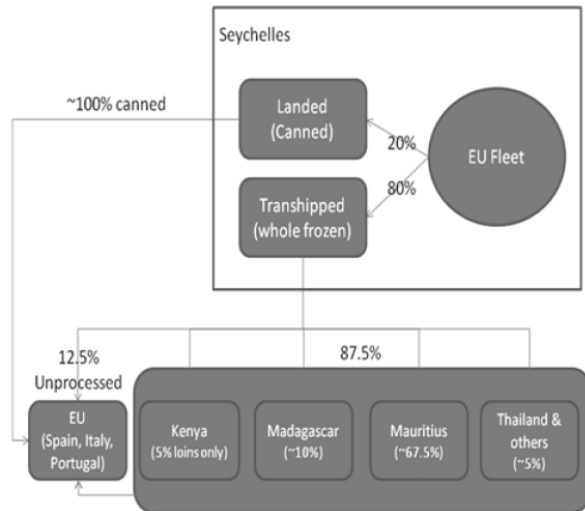 Seychelles
~100% canned
Landed
(Canned)
20%
EU Fleet
80%
Transhipped
(whole frozen)
12.5%
Unprocessed
87.5%
EU
(Spain, Italy,
Portugal)
Kenya
(5% loins only)
Madagascar
(~10%)
Mauritius
(~67.5%)
Thailand &
others
(~5%)